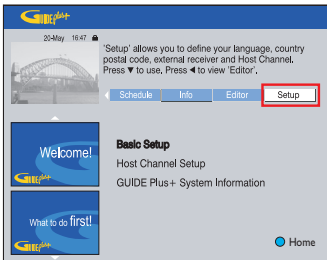 GUIDE Plus+
20-May 16:47
'Setup' allows you to define your language, country
postal code, external receiver and Host Channel.
Press ▼ to use, Press ◀ to view 'Editor'.
Schedule Info Editor Setup
Welcome!
GUIDE Plus+
Basic Setup
Host Channel Setup
GUIDE Plus+ System Information
What to do first!
GUIDE Plus+
Home